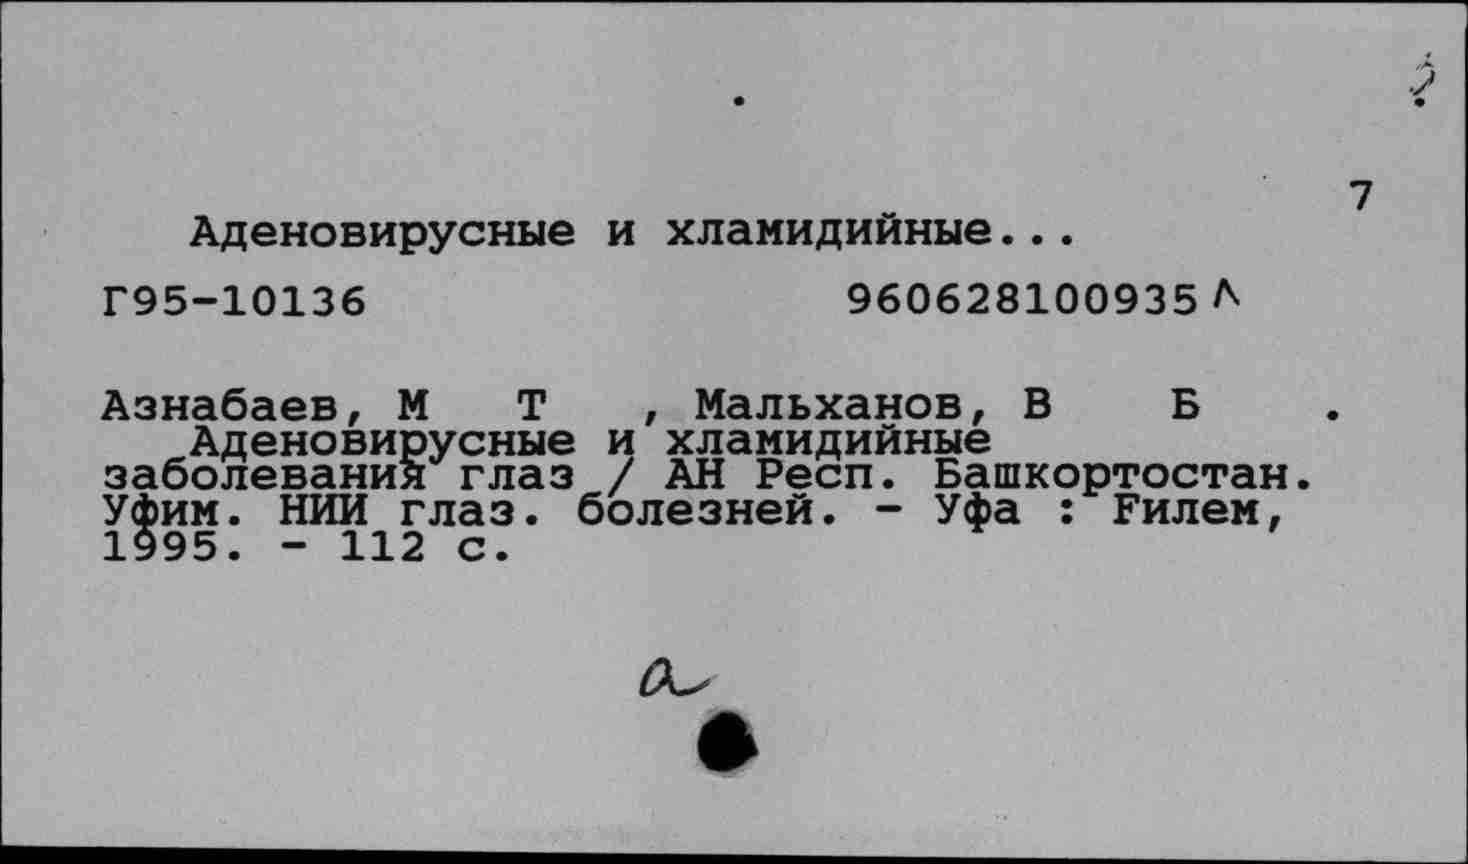 ?
7
Аденовирусные и хламидийные...
Г95-10136 960628100935 Л
Азнабаев, М Т , Мальханов, В Б .
Аденовирусные и хламидийные
заболевания глаз / АН Респ. Башкортостан.
Уфим. НИИ глаз. болезней. - Уфа : Ғилем,
1995. - 112 с.
а